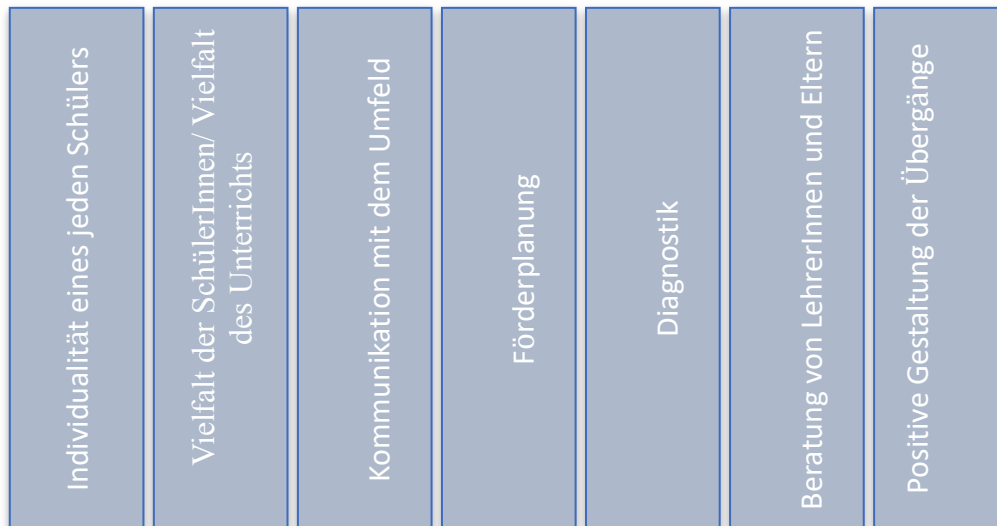 Individualität eines jeden Schülers
Vielfalt der SchülerInnen/ Vielfalt
des Unterrichts
Kommunikation mit dem Umfeld
Förderplanung
Diagnostik
Beratung von LehrerInnen und Eltern
Positive Gestaltung der Übergänge